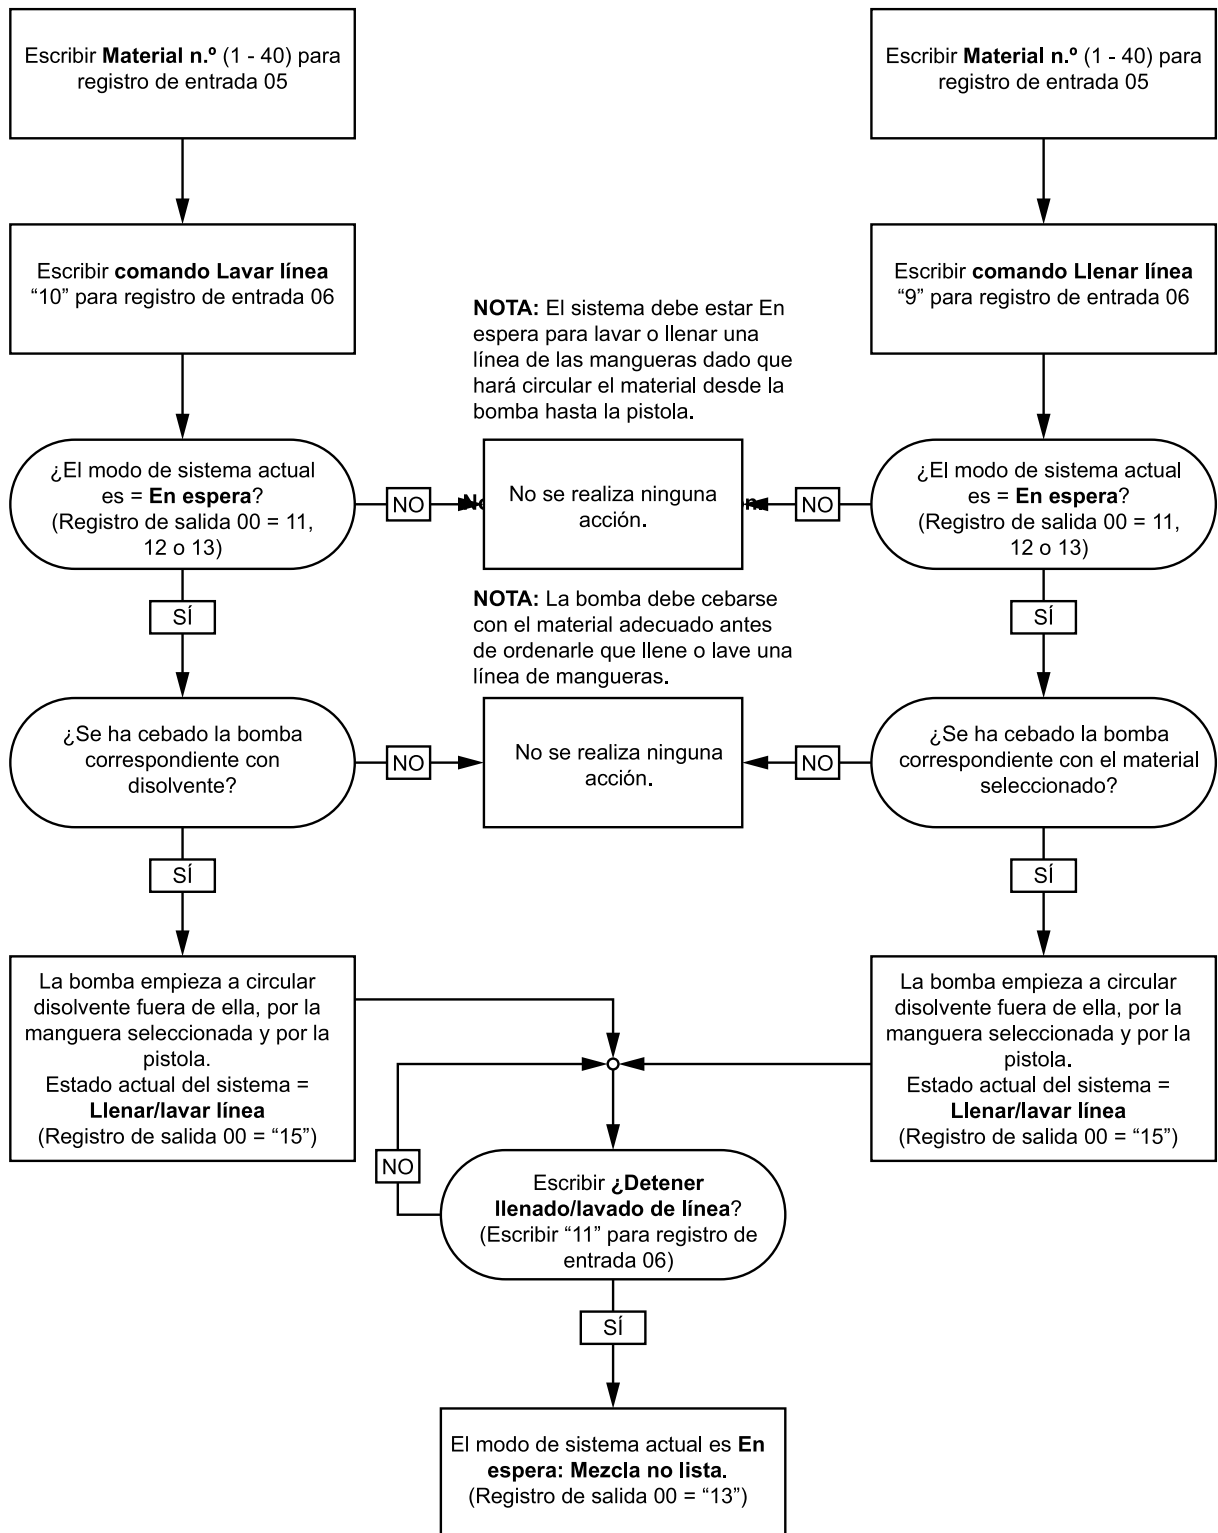 Escribir Material n.º (1 - 40) para
registro de entrada 05
Escribir Material n.º (1 - 40) para
registro de entrada 05
Escribir comando Lavar línea
“10” para registro de entrada 06
Escribir comando Llenar línea
“9” para registro de entrada 06
NOTA: El sistema debe estar En
espera para lavar o llenar una
línea de las mangueras dado que
hará circular el material desde la
bomba hasta la pistola.
¿El modo de sistema actual
es = En espera?
(Registro de salida 00 = 11,
12 o 13)
NO
No se realiza ninguna
acción.
NO
¿El modo de sistema actual
es = En espera?
(Registro de salida 00 = 11,
12 o 13)
SÍ
SÍ
NOTA: La bomba debe cebarse
con el material adecuado antes
de ordenarle que llene o lave una
línea de mangueras.
¿Se ha cebado la bomba
correspondiente con
disolvente?
NO
No se realiza ninguna
acción.
NO
¿Se ha cebado la bomba
correspondiente con el material
seleccionado?
SÍ
SÍ
La bomba empieza a circular
disolvente fuera de ella, por la
manguera seleccionada y por la
pistola.
Estado actual del sistema =
Llenar/lavar línea
(Registro de salida 00 = “15”)
La bomba empieza a circular
disolvente fuera de ella, por la
manguera seleccionada y por la
pistola.
Estado actual del sistema =
Llenar/lavar línea
(Registro de salida 00 = “15”)
NO
Escribir ¿Detener
llenado/lavado de línea?
(Escribir “11” para registro de
entrada 06)
SÍ
El modo de sistema actual es En
espera: Mezcla no lista.
(Registro de salida 00 = “13”)